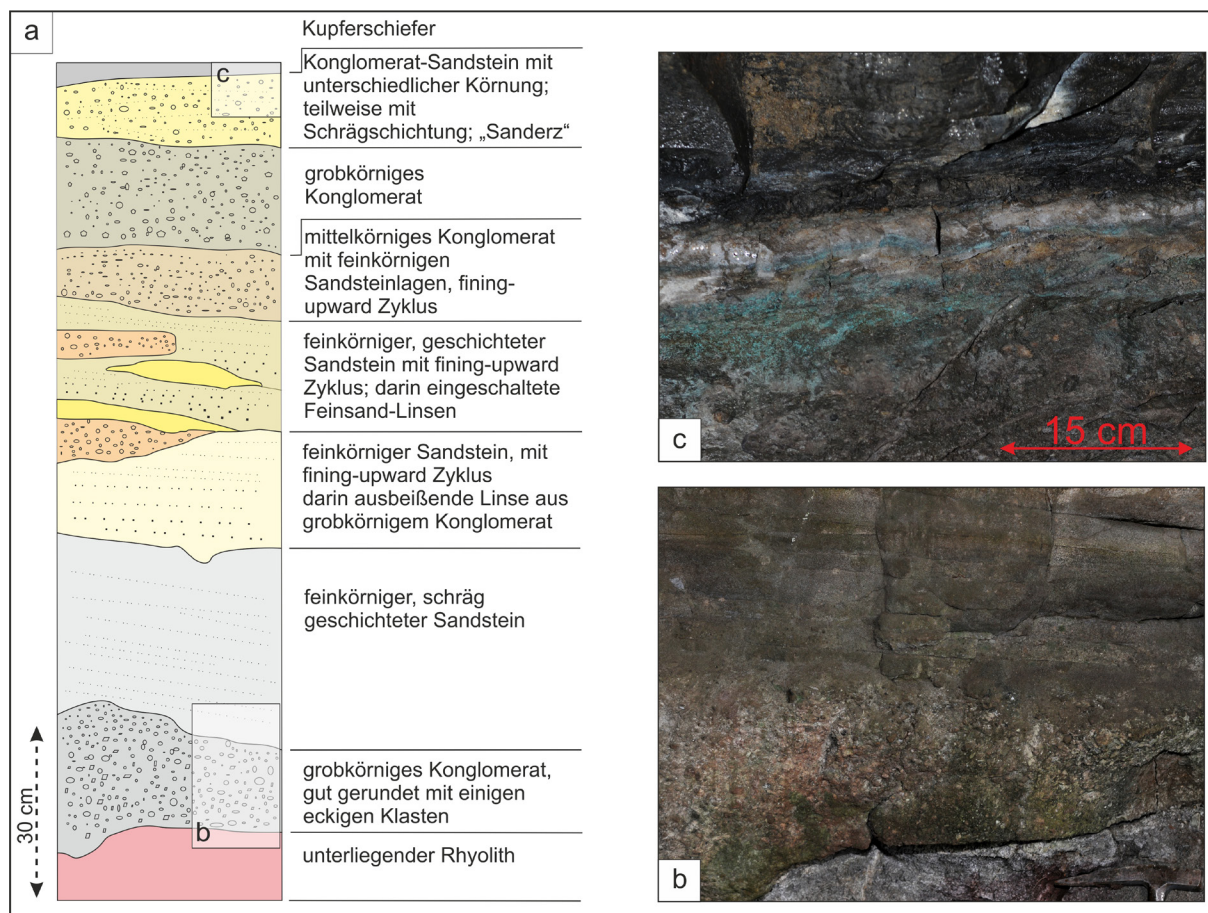 a
Kupferschiefer
c
Konglomerat-Sandstein mit
unterschiedlicher Körnung;
teilweise mit
Schrägschichtung; „Sanderz“
grobkörniges
Konglomerat
mittelkörniges Konglomerat
mit feinkörnigen
Sandsteinlagen, fining-
upward Zyklus
feinkörniger, geschichteter
Sandstein mit fining-upward
Zyklus; darin eingeschaltete
Feinsand-Linsen
feinkörniger Sandstein, mit
fining-upward Zyklus
darin ausbeißende Linse aus
grobkörnigem Konglomerat
feinkörniger, schräg
geschichteter Sandstein
grobkörniges Konglomerat,
gut gerundet mit einigen
eckigen Klasten
b
unterliegender Rhyolith
30 cm
c
15 cm
b